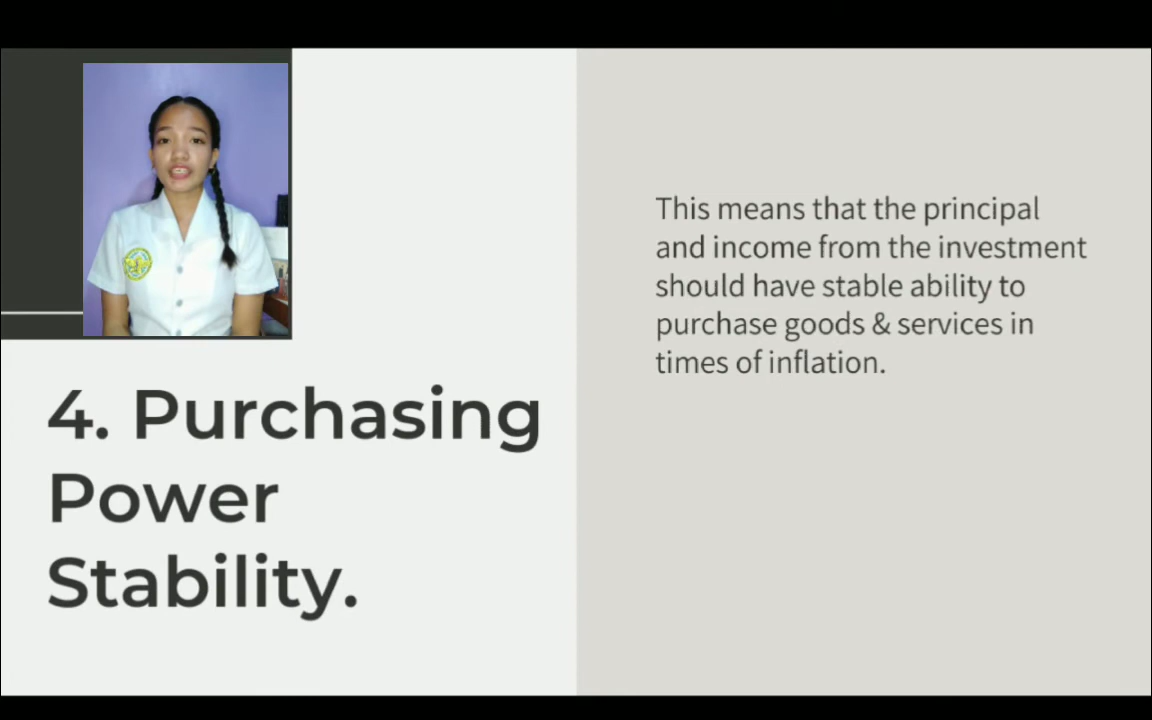 4. Purchasing
Power
Stability.
This means that the principal
and income from the investment
should have stable ability to
purchase goods & services in
times of inflation.